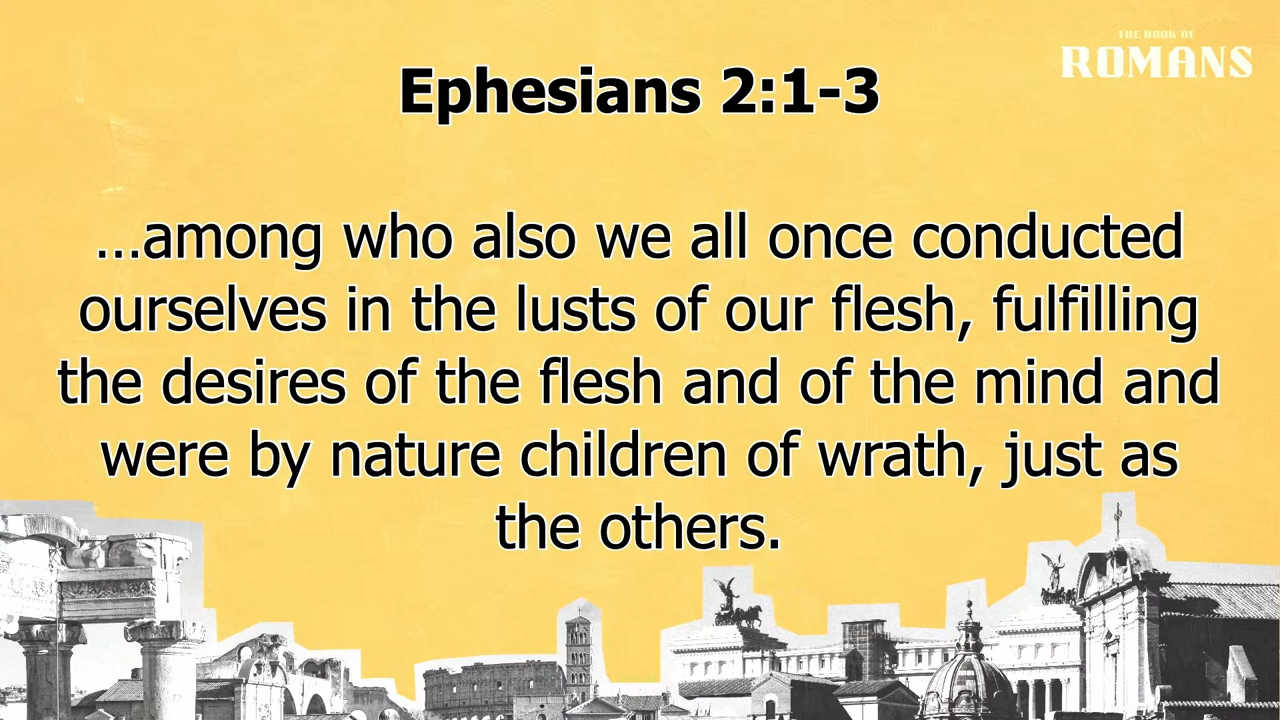 THE BOOK OF
ROMANS
Ephesians 2:1-3
...among who also we all once conducted
ourselves in the lusts of our flesh, fulfilling
the desires of the flesh and of the mind and
were by nature children of wrath, just as
the others.